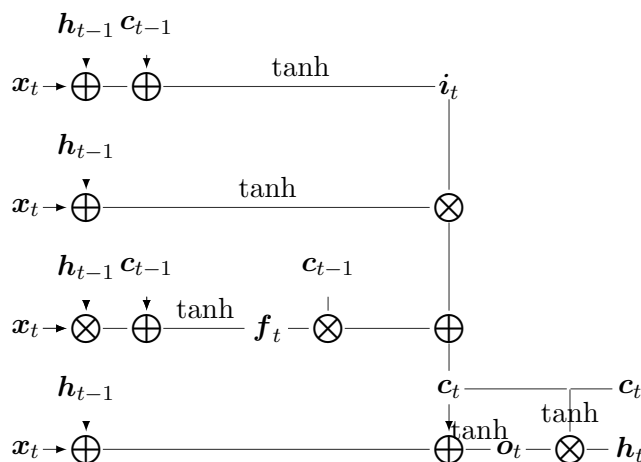 h_{t−1} c_{t−1}
x_t tanh i_t
h_{t−1}
x_t tanh
h_{t−1} c_{t−1} c_{t−1}
x_t tanh f_t
h_{t−1} c_t c_t
x_t tanh o_t tanh h_t